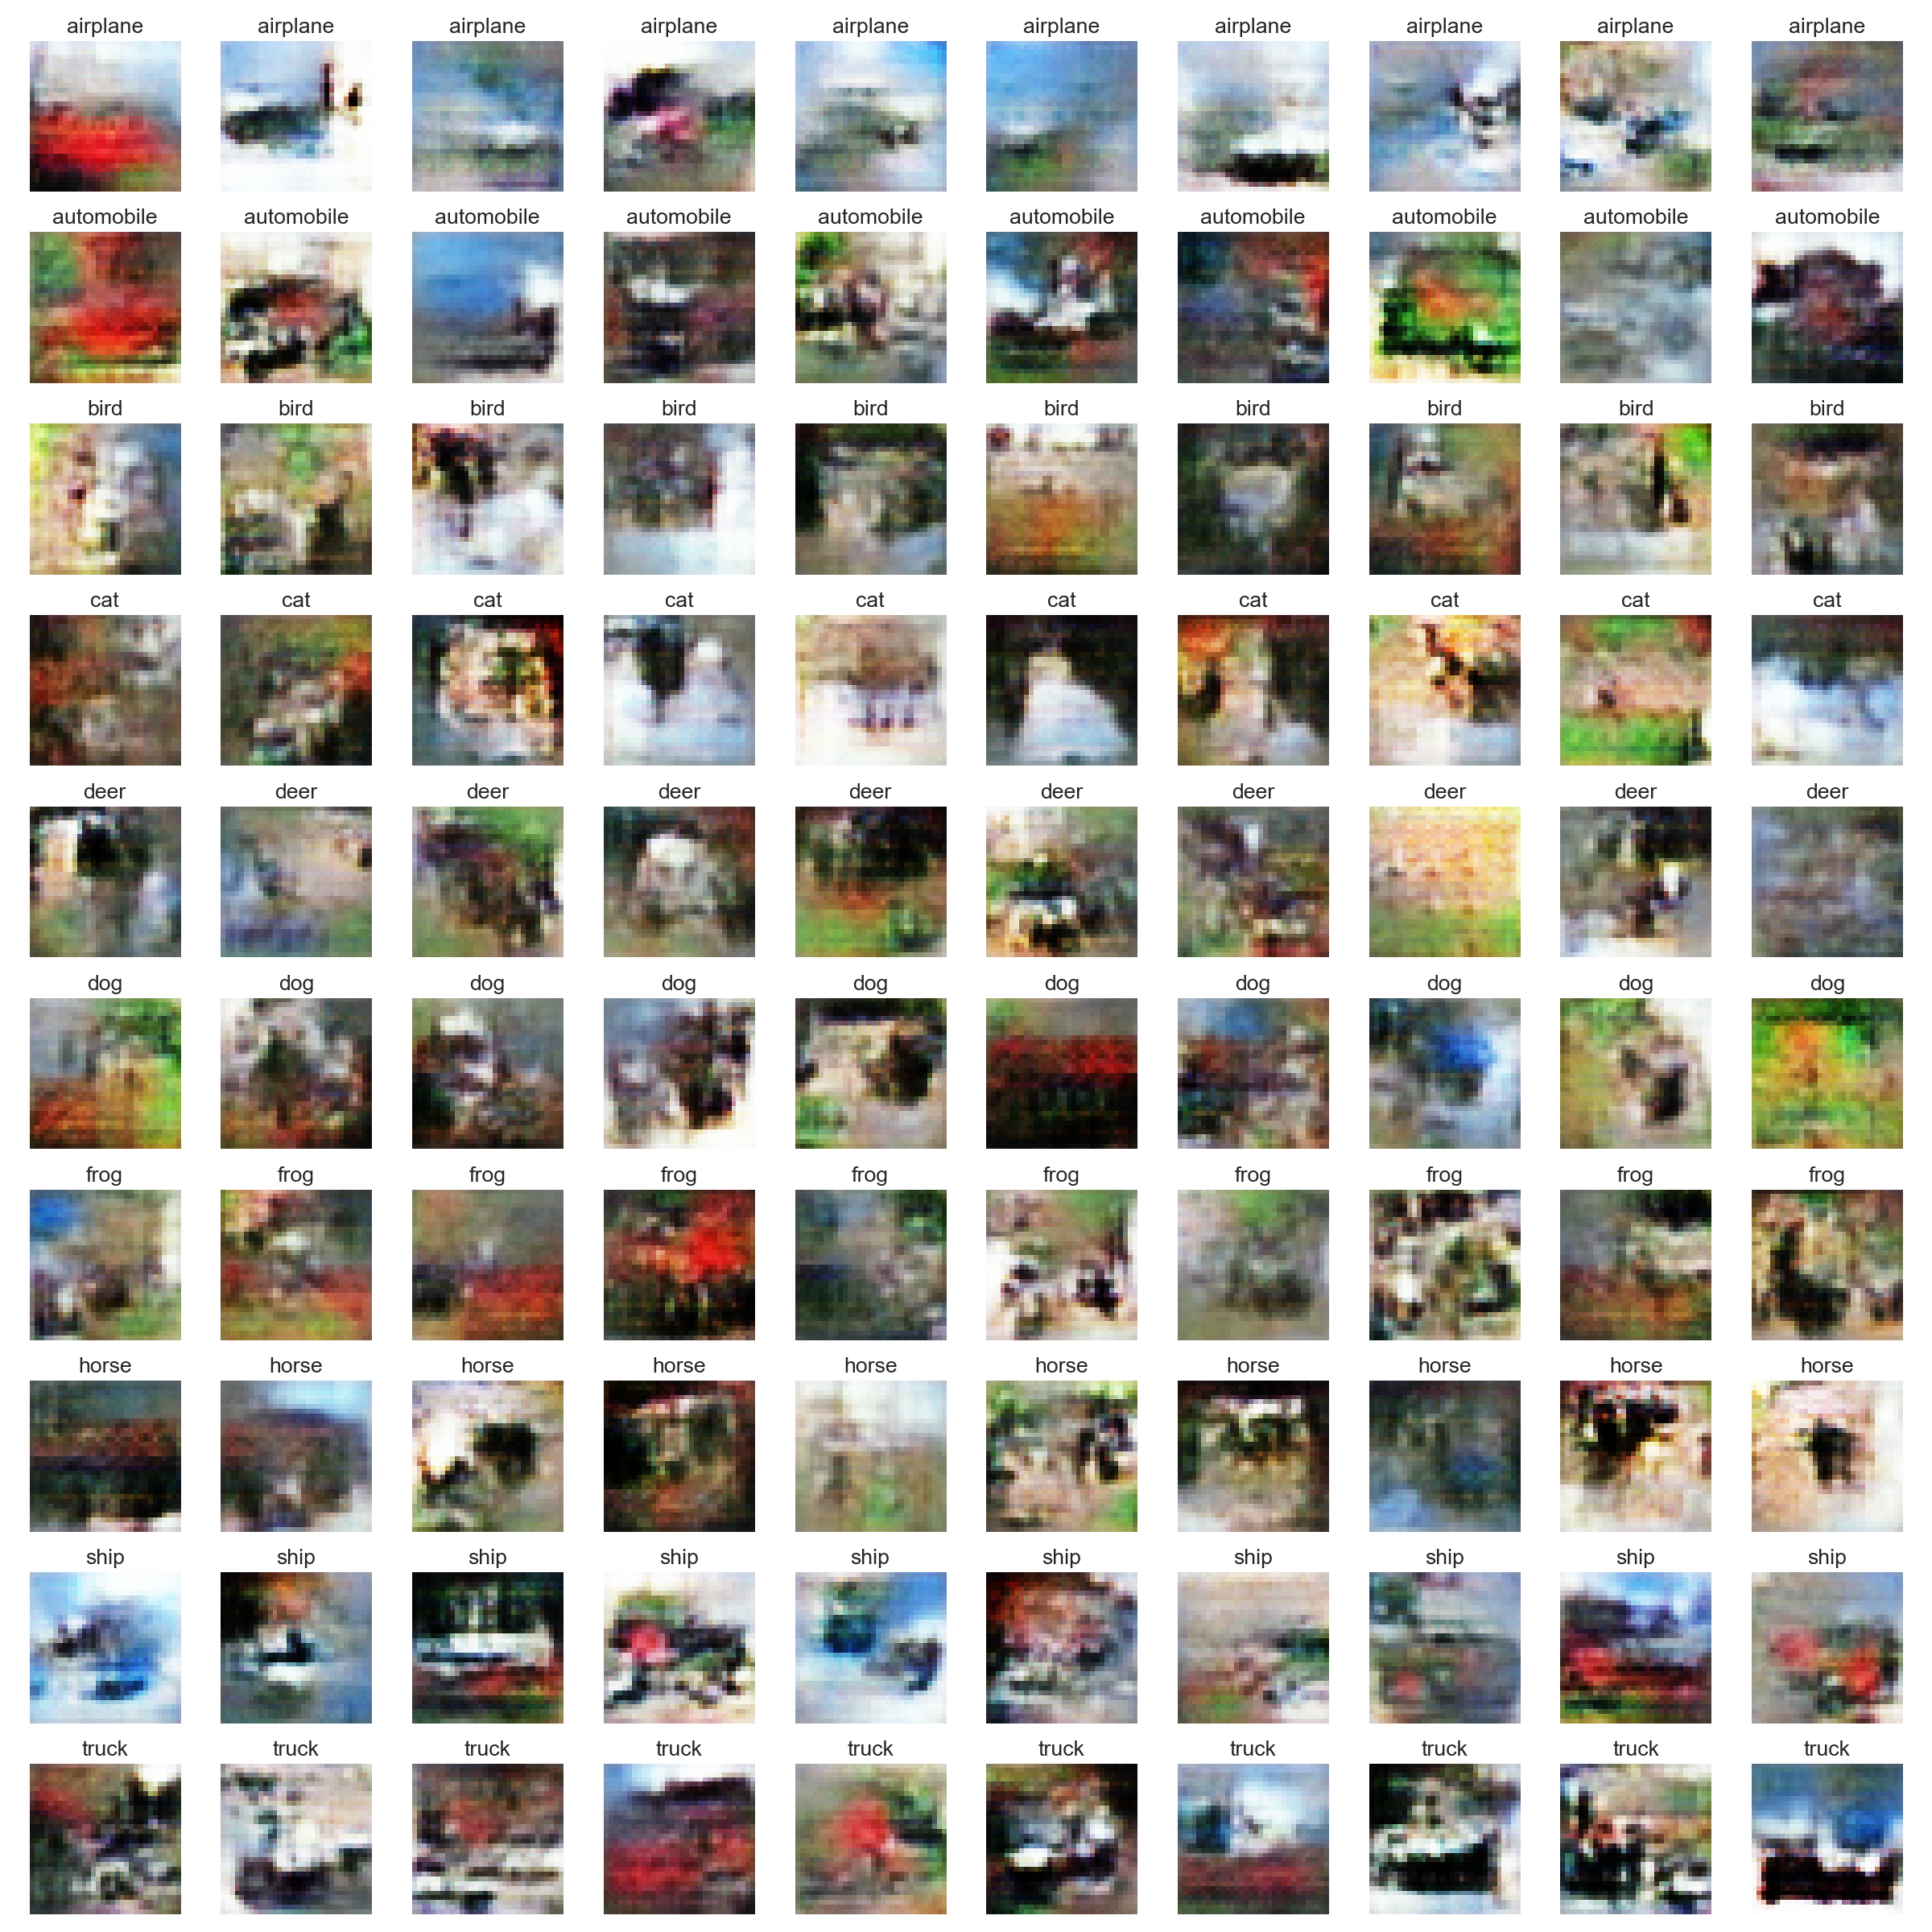 airplane airplane airplane airplane airplane airplane airplane airplane airplane airplane
automobile automobile automobile automobile automobile automobile automobile automobile automobile automobile
bird bird bird bird bird bird bird bird bird bird
cat cat cat cat cat cat cat cat cat cat
deer deer deer deer deer deer deer deer deer deer
dog dog dog dog dog dog dog dog dog dog
frog frog frog frog frog frog frog frog frog frog
horse horse horse horse horse horse horse horse horse horse
ship ship ship ship ship ship ship ship ship ship
truck truck truck truck truck truck truck truck truck truck